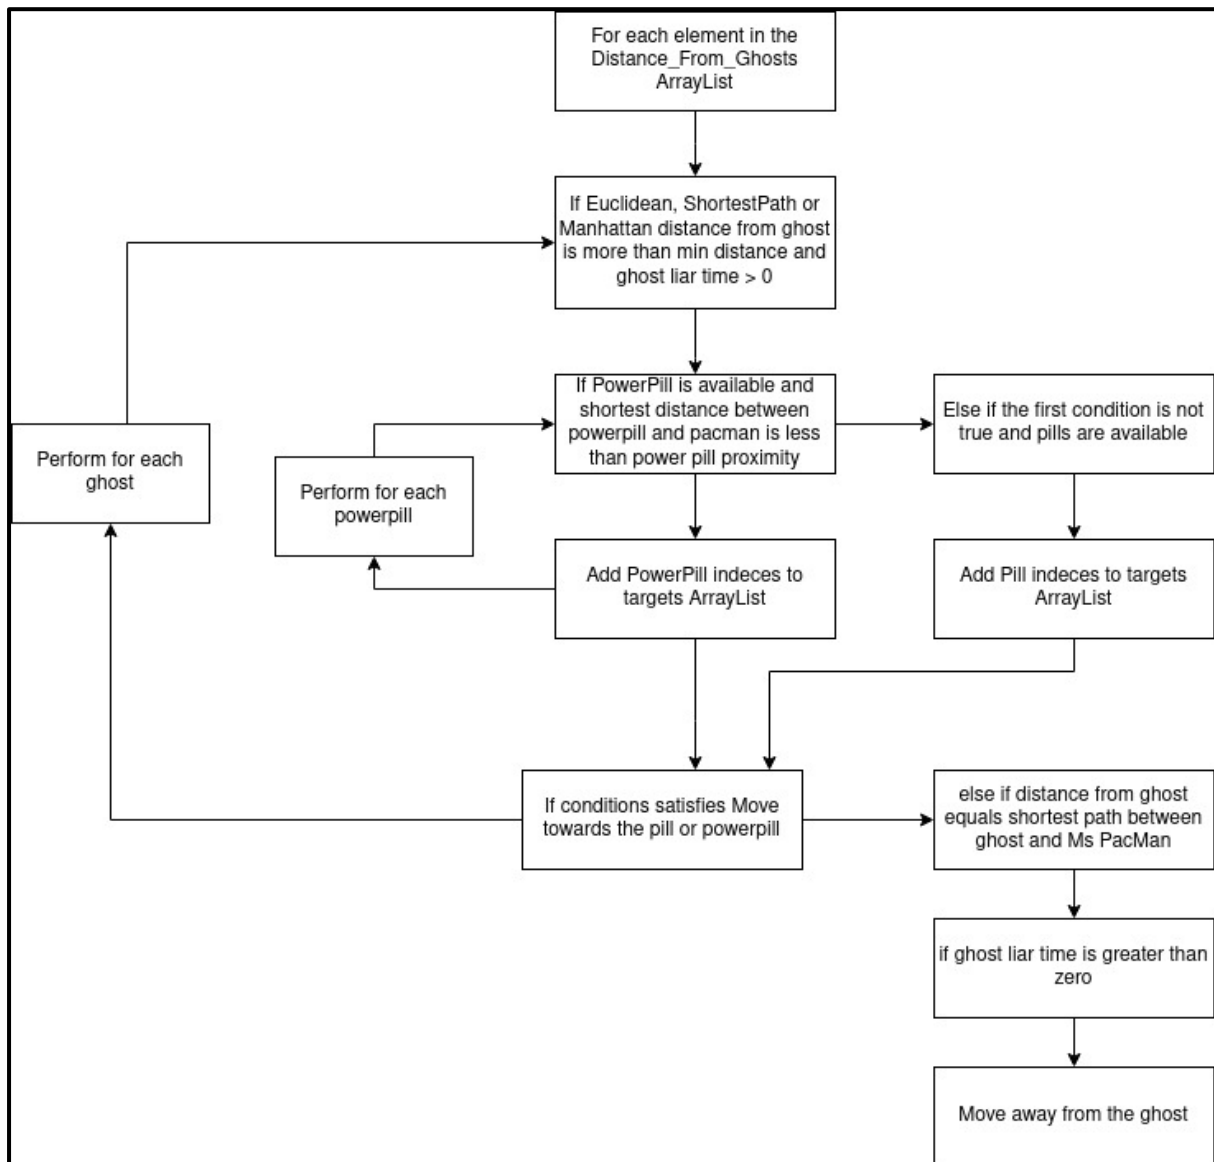 For each element in the
Distance_From_Ghosts
ArrayList
If Euclidean, ShortestPath or
Manhattan distance from ghost
is more than min distance and
ghost liar time > 0
If PowerPill is available and
shortest distance between
powerpill and pacman is less
than power pill proximity
Else if the first condition is not
true and pills are available
Perform for each
ghost
Perform for each
powerpill
Add PowerPill indeces to
targets ArrayList
Add Pill indeces to targets
ArrayList
If conditions satisfies Move
towards the pill or powerpill
else if distance from ghost
equals shortest path between
ghost and Ms PacMan
if ghost liar time is greater than
zero
Move away from the ghost